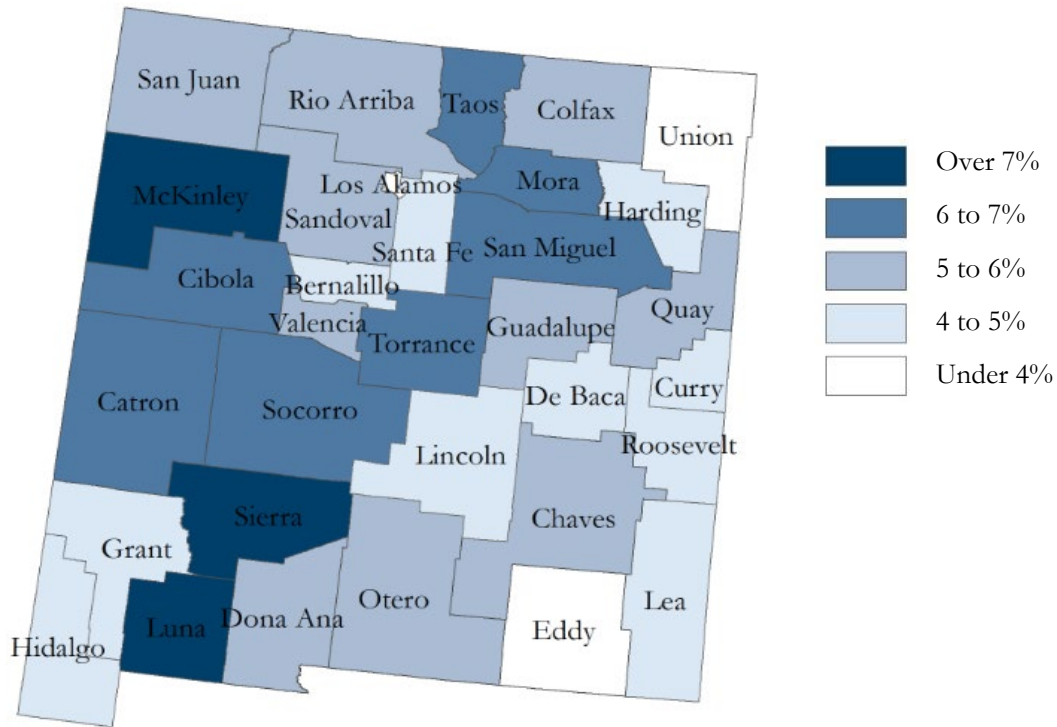 San Juan
Rio Arriba
Taos
Colfax
Union
McKinley
Los Alamos
Mora
Harding
Sandoval
Santa Fe
San Miguel
Cibola
Bernalillo
Valencia
Torrance
Guadalupe
Quay
Catron
Socorro
De Baca
Curry
Lincoln
Roosevelt
Sierra
Chaves
Grant
Luna
Dona Ana
Otero
Eddy
Lea
Hidalgo
Over 7%
6 to 7%
5 to 6%
4 to 5%
Under 4%